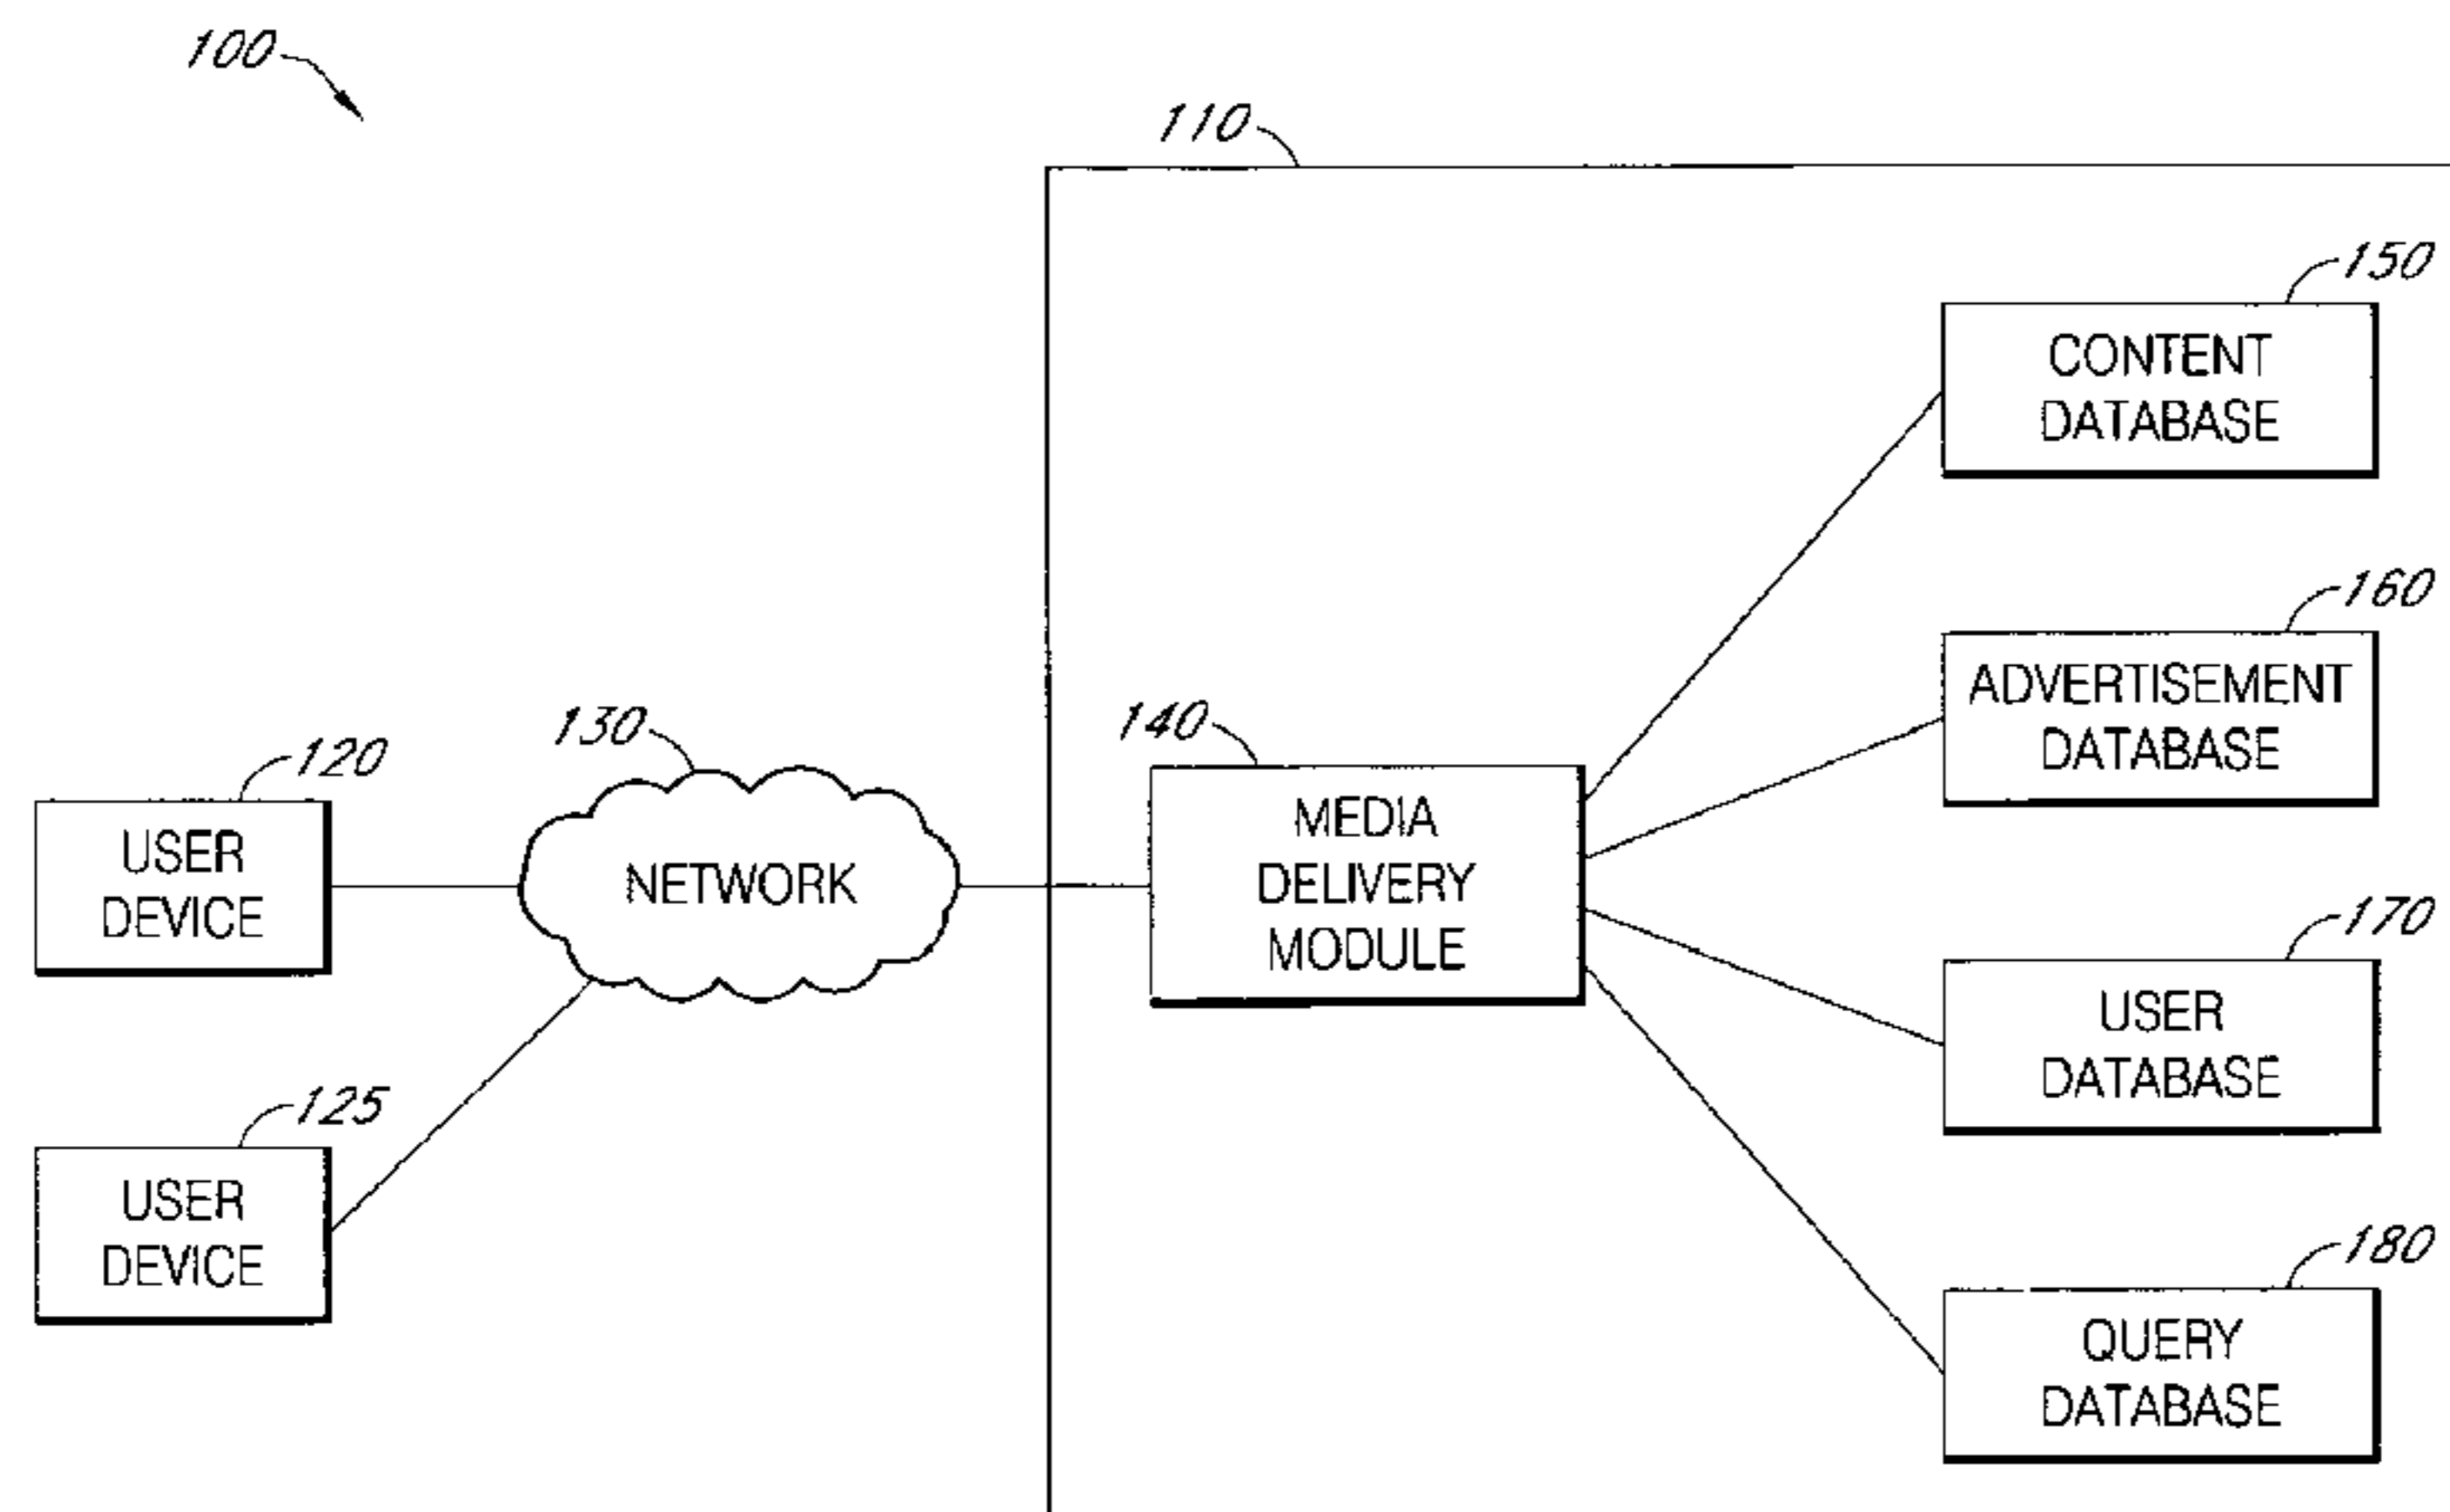 100
110
150
CONTENT
DATABASE
160
ADVERTISEMENT
DATABASE
130
140
120
USER
DEVICE
NETWORK
MEDIA
DELIVERY
MODULE
170
USER
DATABASE
125
USER
DEVICE
180
QUERY
DATABASE